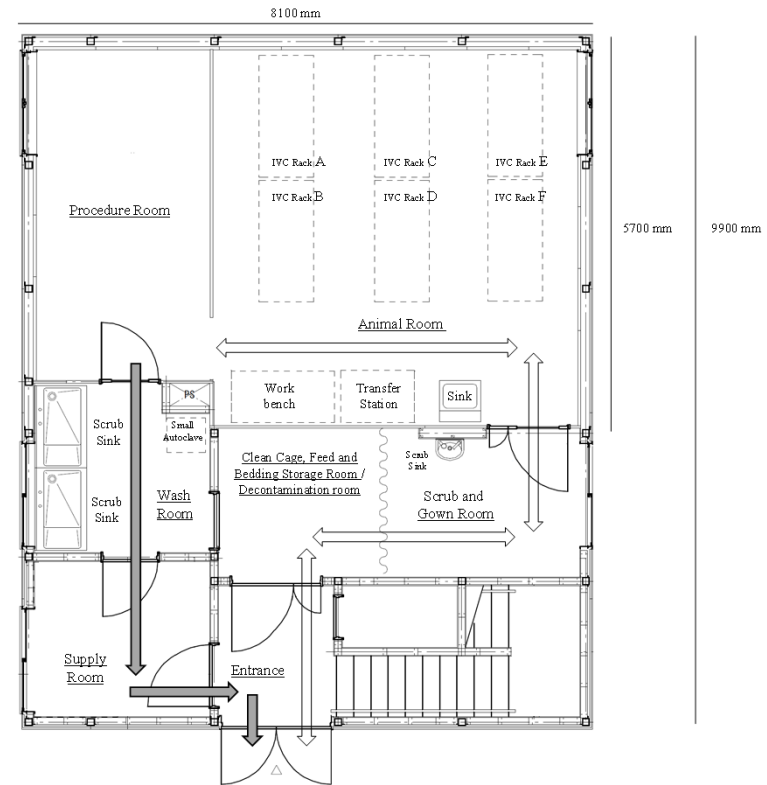 8100 mm
IVC Rack A
IVC Rack C
IVC Rack E
IVC Rack B
IVC Rack D
IVC Rack F
Procedure Room
5700 mm
9900 mm
Animal Room
Work
bench
Transfer
Station
Sink
PS
Small
Autoclave
Scrub
Sink
Scrub
Sink
Wash
Room
Clean Cage, Feed and
Bedding Storage Room /
Decontamination room
Scrub
Sink
Scrub and
Gown Room
Supply
Room
Entrance